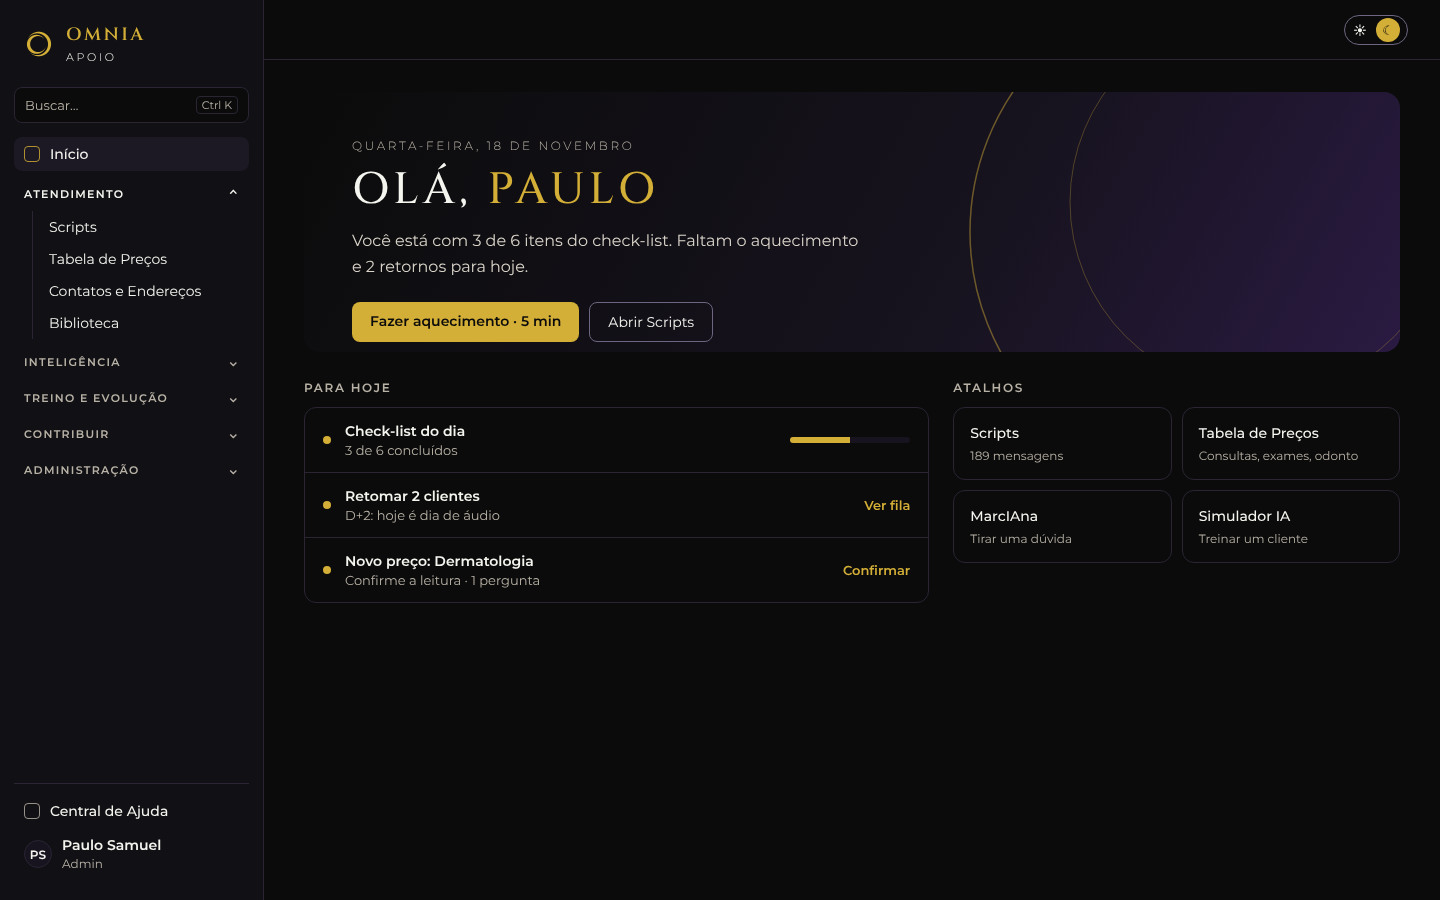 OMNIA
APOIO
Buscar...
Ctrl K
Início
ATENDIMENTO
Scripts
Tabela de Preços
Contatos e Endereços
Biblioteca
INTELIGÊNCIA
TREINO E EVOLUÇÃO
CONTRIBUIR
ADMINISTRAÇÃO
Central de Ajuda
PS
Paulo Samuel
Admin
QUARTA-FEIRA, 18 DE NOVEMBRO
OLÁ, PAULO
Você está com 3 de 6 itens do check-list. Faltam o aquecimento
e 2 retornos para hoje.
Fazer aquecimento · 5 min
Abrir Scripts
PARA HOJE
Check-list do dia
3 de 6 concluídos
Retomar 2 clientes
D+2: hoje é dia de áudio
Ver fila
Novo preço: Dermatologia
Confirme a leitura · 1 pergunta
Confirmar
ATALHOS
Scripts
189 mensagens
Tabela de Preços
Consultas, exames, odonto
MarcIAna
Tirar uma dúvida
Simulador IA
Treinar um cliente